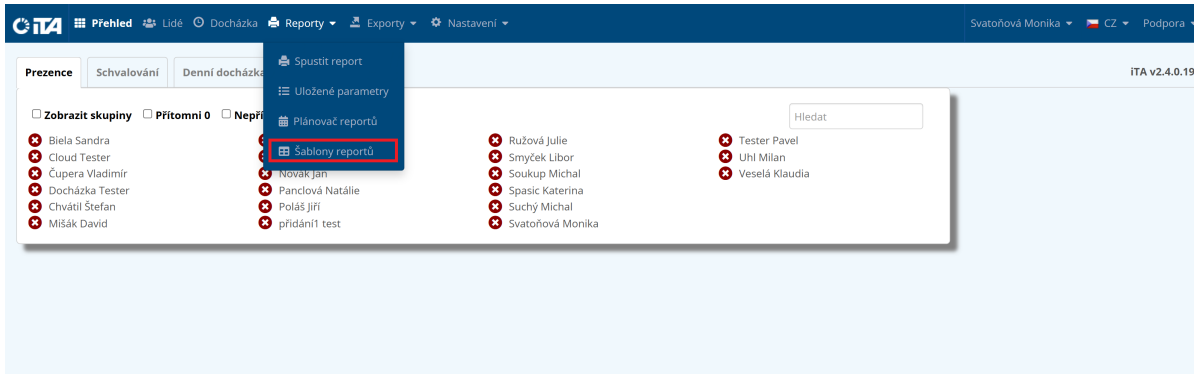 iTA Přehled Lidé Docházka Reporty Exporty Nastavení Svatoňová Monika CZ Podpora
Spustit report
Uložené parametry
Plánovač reportů
Šablony reportů
Prezence Schvalování Denní docházka
iTA v2.4.0.19
Zobrazit skupiny Přítomni 0
Hledat
Biela Sandra
Cloud Tester
Čupera Vladimír
Docházka Tester
Chvátil Štefan
Mišák David
Novák Jan
Panclová Natálie
Poláš Jiří
přidání1 test
Ružová Julie
Smyček Libor
Soukup Michal
Spasic Katerina
Suchý Michal
Svatoňová Monika
Tester Pavel
Uhl Milan
Veselá Klaudia